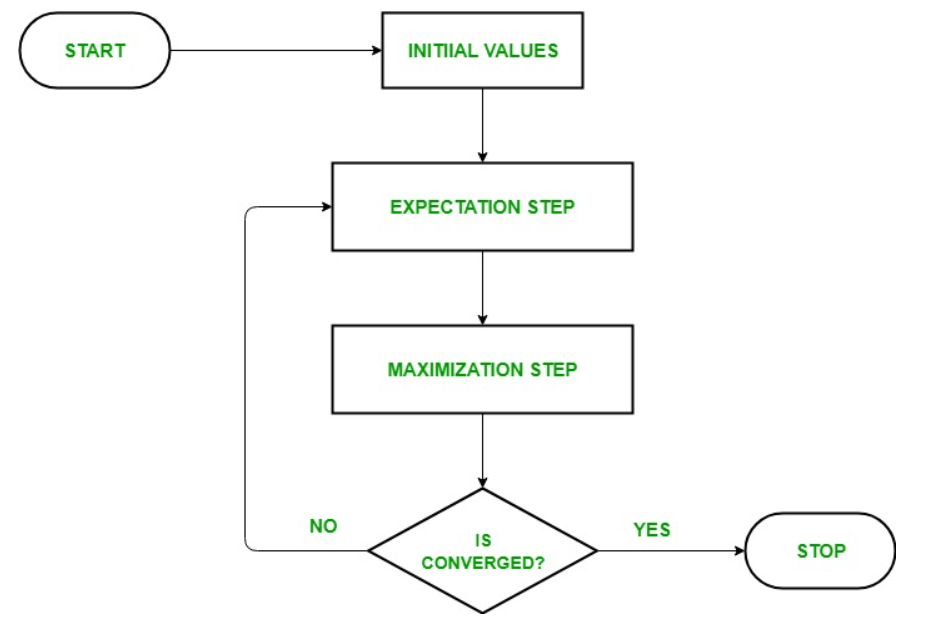 START
INITIIAL VALUES
EXPECTATION STEP
MAXIMIZATION STEP
NO
YES
IS
CONVERGED?
STOP